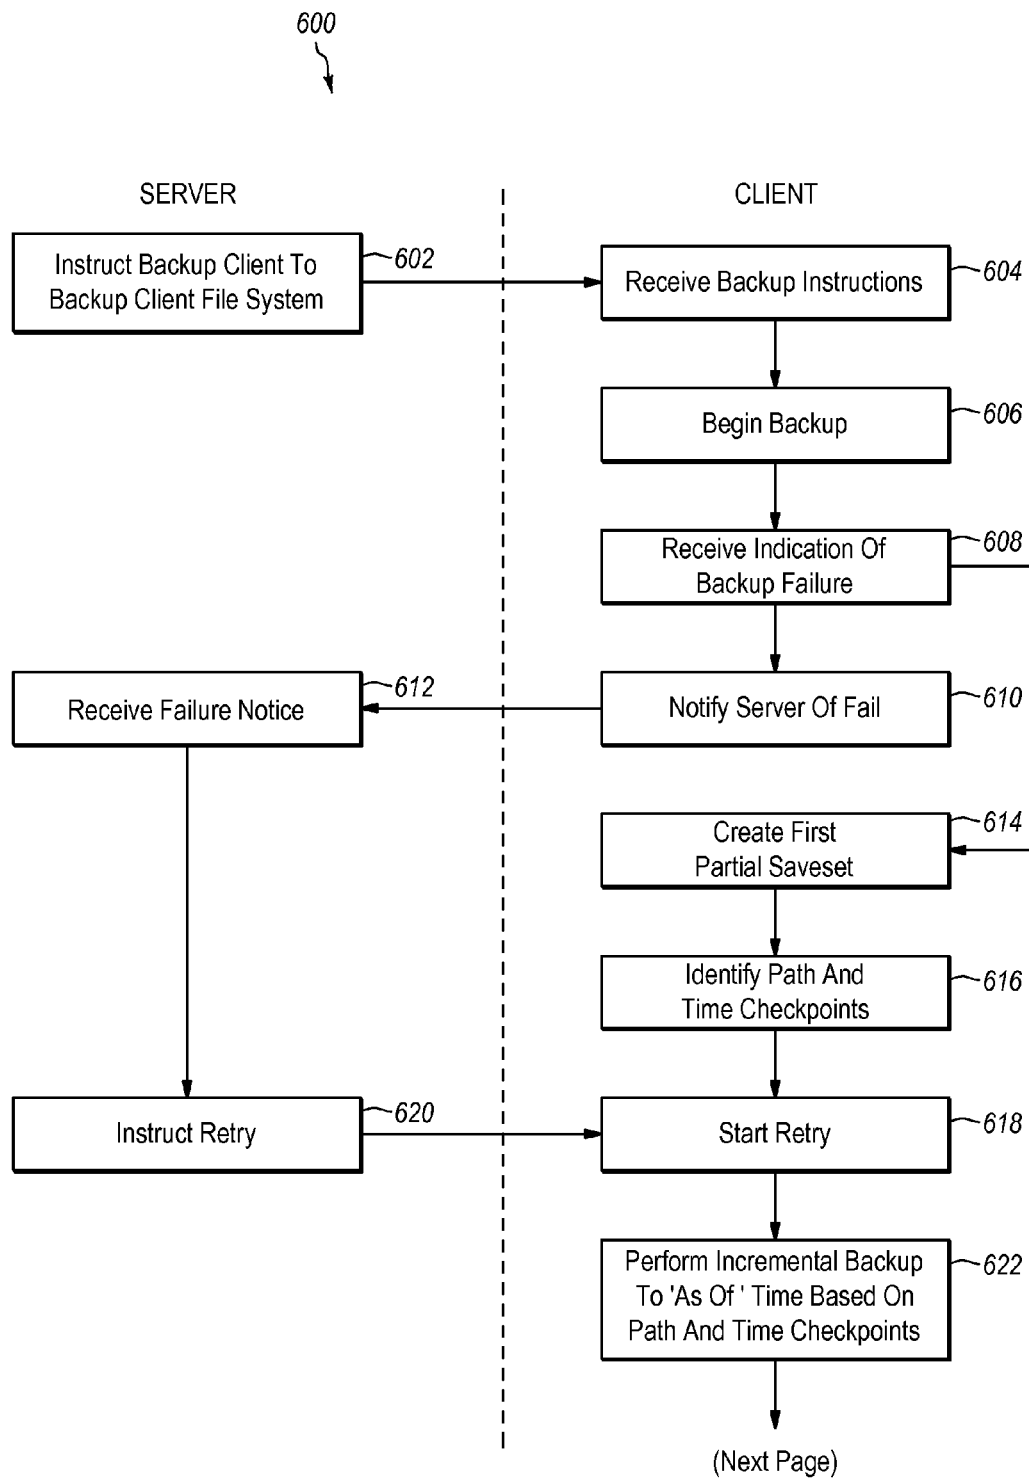 600
SERVER
CLIENT
Instruct Backup Client To
Backup Client File System
602
Receive Backup Instructions
604
Begin Backup
606
Receive Indication Of
Backup Failure
608
Receive Failure Notice
612
Notify Server Of Fail
610
Create First
Partial Saveset
614
Identify Path And
Time Checkpoints
616
Instruct Retry
620
Start Retry
618
Perform Incremental Backup
To 'As Of ' Time Based On
Path And Time Checkpoints
622
(Next Page)